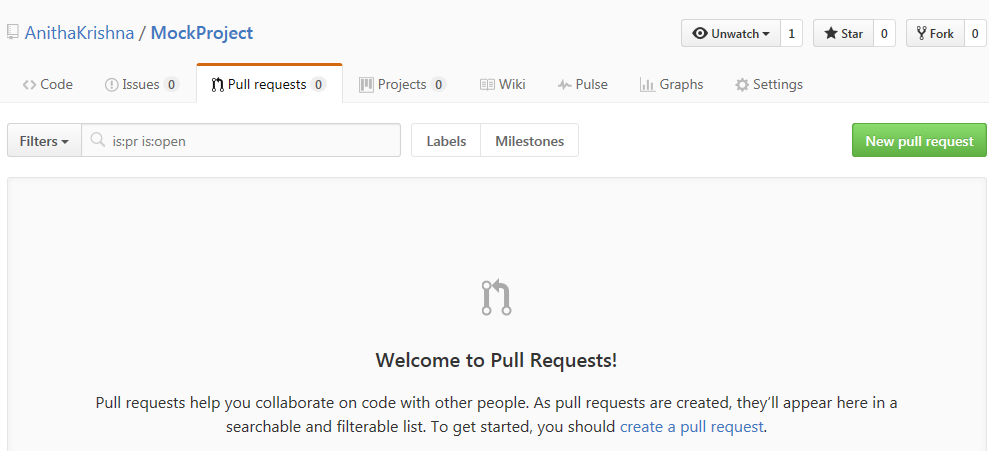 AnithaKrishna / MockProject
Unwatch 1 Star 0 Fork 0
Code Issues 0 Pull requests 0 Projects 0 Wiki Pulse Graphs Settings
Filters is:pr is:open Labels Milestones New pull request
Welcome to Pull Requests!
Pull requests help you collaborate on code with other people. As pull requests are created, they’ll appear here in a
searchable and filterable list. To get started, you should create a pull request.